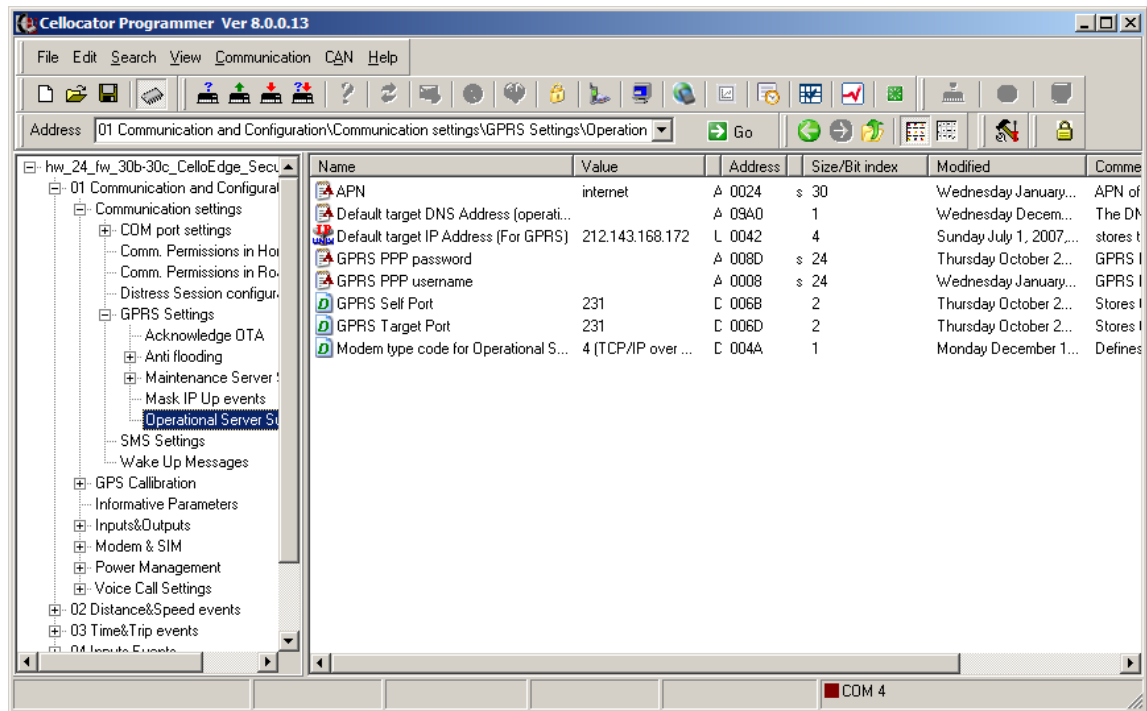 Cellocator Programmer Ver 8.0.0.13
File Edit Search View Communication CAN Help
Address 01 Communication and Configuration\Communication settings\GPRS Settings\Operation Go
hw_24_fw_30b-30c_CelloEdge_Secu
01 Communication and Configurat
Communication settings
COM port settings
Comm. Permissions in Hor
Comm. Permissions in Ro
Distress Session configur
GPRS Settings
Acknowledge OTA
Anti flooding
Maintenance Server
Mask IP Up events
Operational Server Su
SMS Settings
Wake Up Messages
GPS Callibration
Informative Parameters
Inputs&Outputs
Modem & SIM
Power Management
Voice Call Settings
02 Distance&Speed events
03 Time&Trip events
04 Inputs Events
Name Value Address Size/Bit index Modified Comme
APN internet A 0024 s 30 Wednesday January... APN of
Default target DNS Address (operati... A 09A0 1 Wednesday Decem... The DN
Default target IP Address (For GPRS) 212.143.168.172 L 0042 4 Sunday July 1, 2007,... stores t
GPRS PPP password A 008D s 24 Thursday October 2... GPRS
GPRS PPP username A 0008 s 24 Wednesday January... GPRS
GPRS Self Port 231 D 006B 2 Thursday October 2... Stores
GPRS Target Port 231 D 006D 2 Thursday October 2... Stores
Modem type code for Operational S... 4 (TCP/IP over ... D 004A 1 Monday December 1... Defines
COM 4